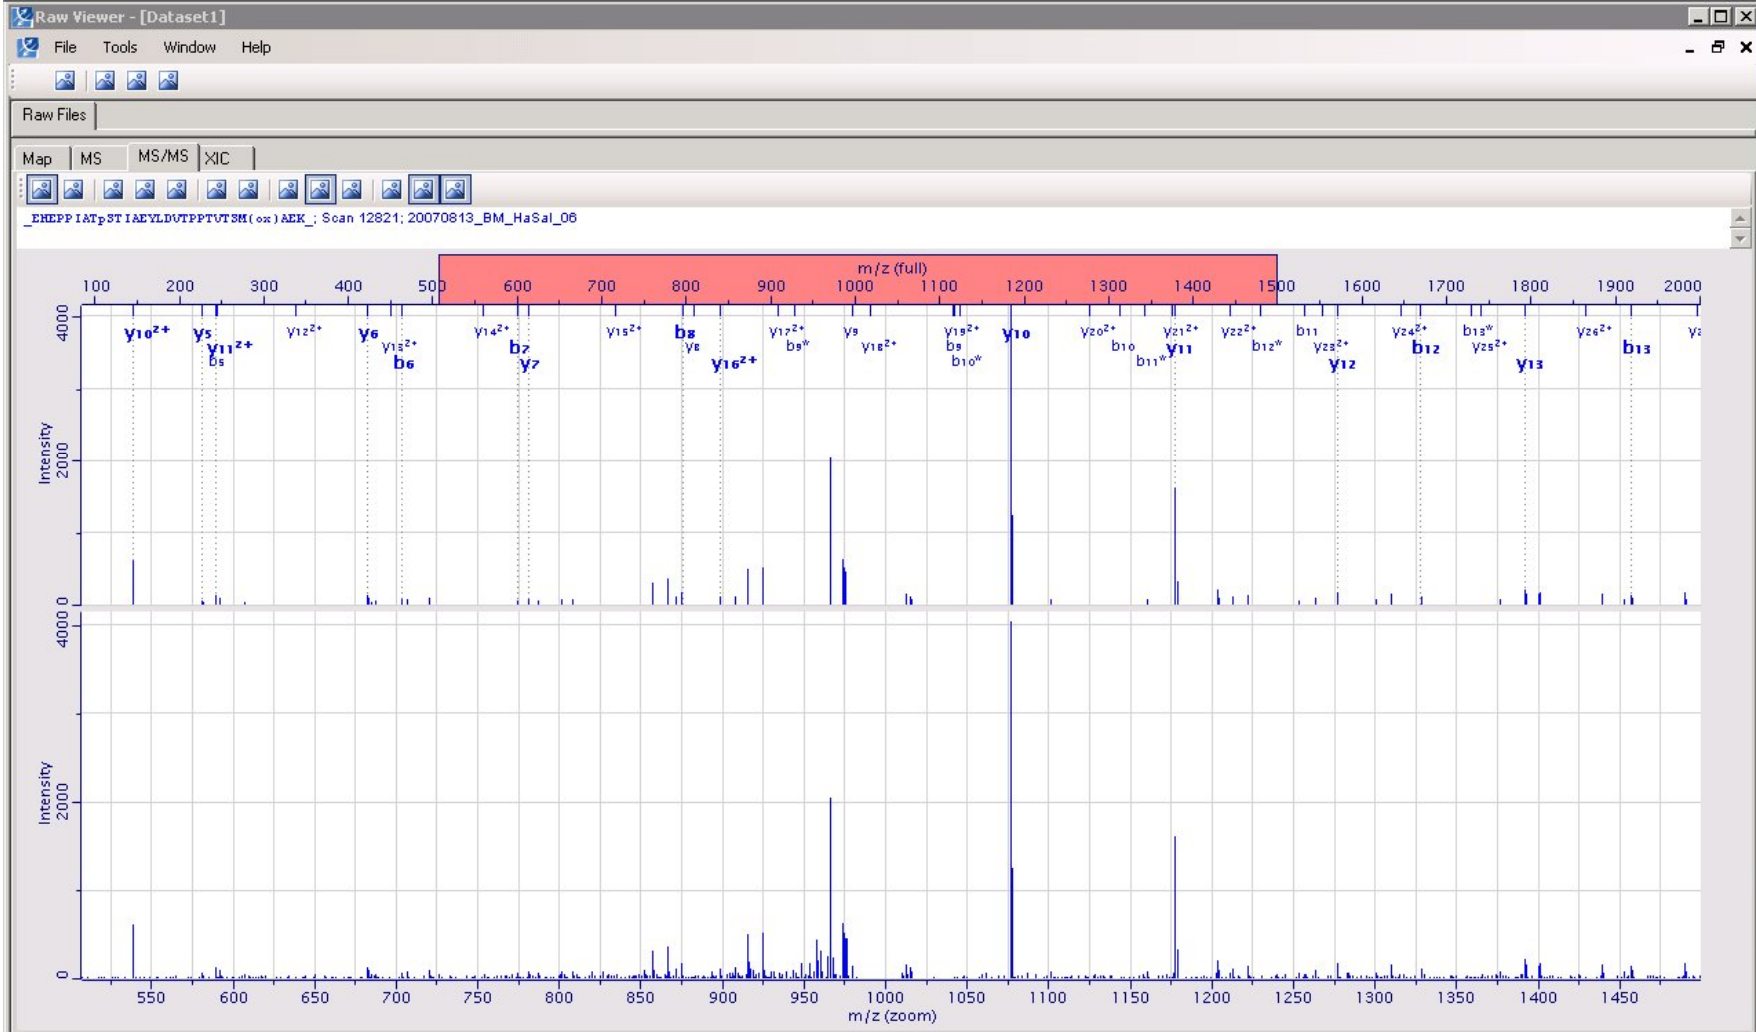 Raw Viewer - [Dataset1]
File Tools Window Help
Raw Files
Map MS MS/MS XIC
_EHEPPIATpSTIAEYLDVTPPTVTSM(ox)AEK_; Scan 12821; 20070813_BM_HaSal_06
m/z (full)
100 200 300 400 500 600 700 800 900 1000 1100 1200 1300 1400 1500 1600 1700 1800 1900 2000
y10²⁺ y5 y12²⁺ y6 y14²⁺ y15²⁺ b8 y17²⁺ y9 y19²⁺ y10 y20²⁺ y21²⁺ y22²⁺ b11 y24²⁺ b13* y26²⁺
y11²⁺ y13²⁺ b7 y8 b9* y18²⁺ b9 b10 y11 b12* y23²⁺ b12 y25²⁺ b13
b5 b6 y7 y16²⁺ b10* b11* y12 y13
4000
2000
0
Intensity
4000
2000
0
Intensity
550 600 650 700 750 800 850 900 950 1000 1050 1100 1150 1200 1250 1300 1350 1400 1450
m/z (zoom)